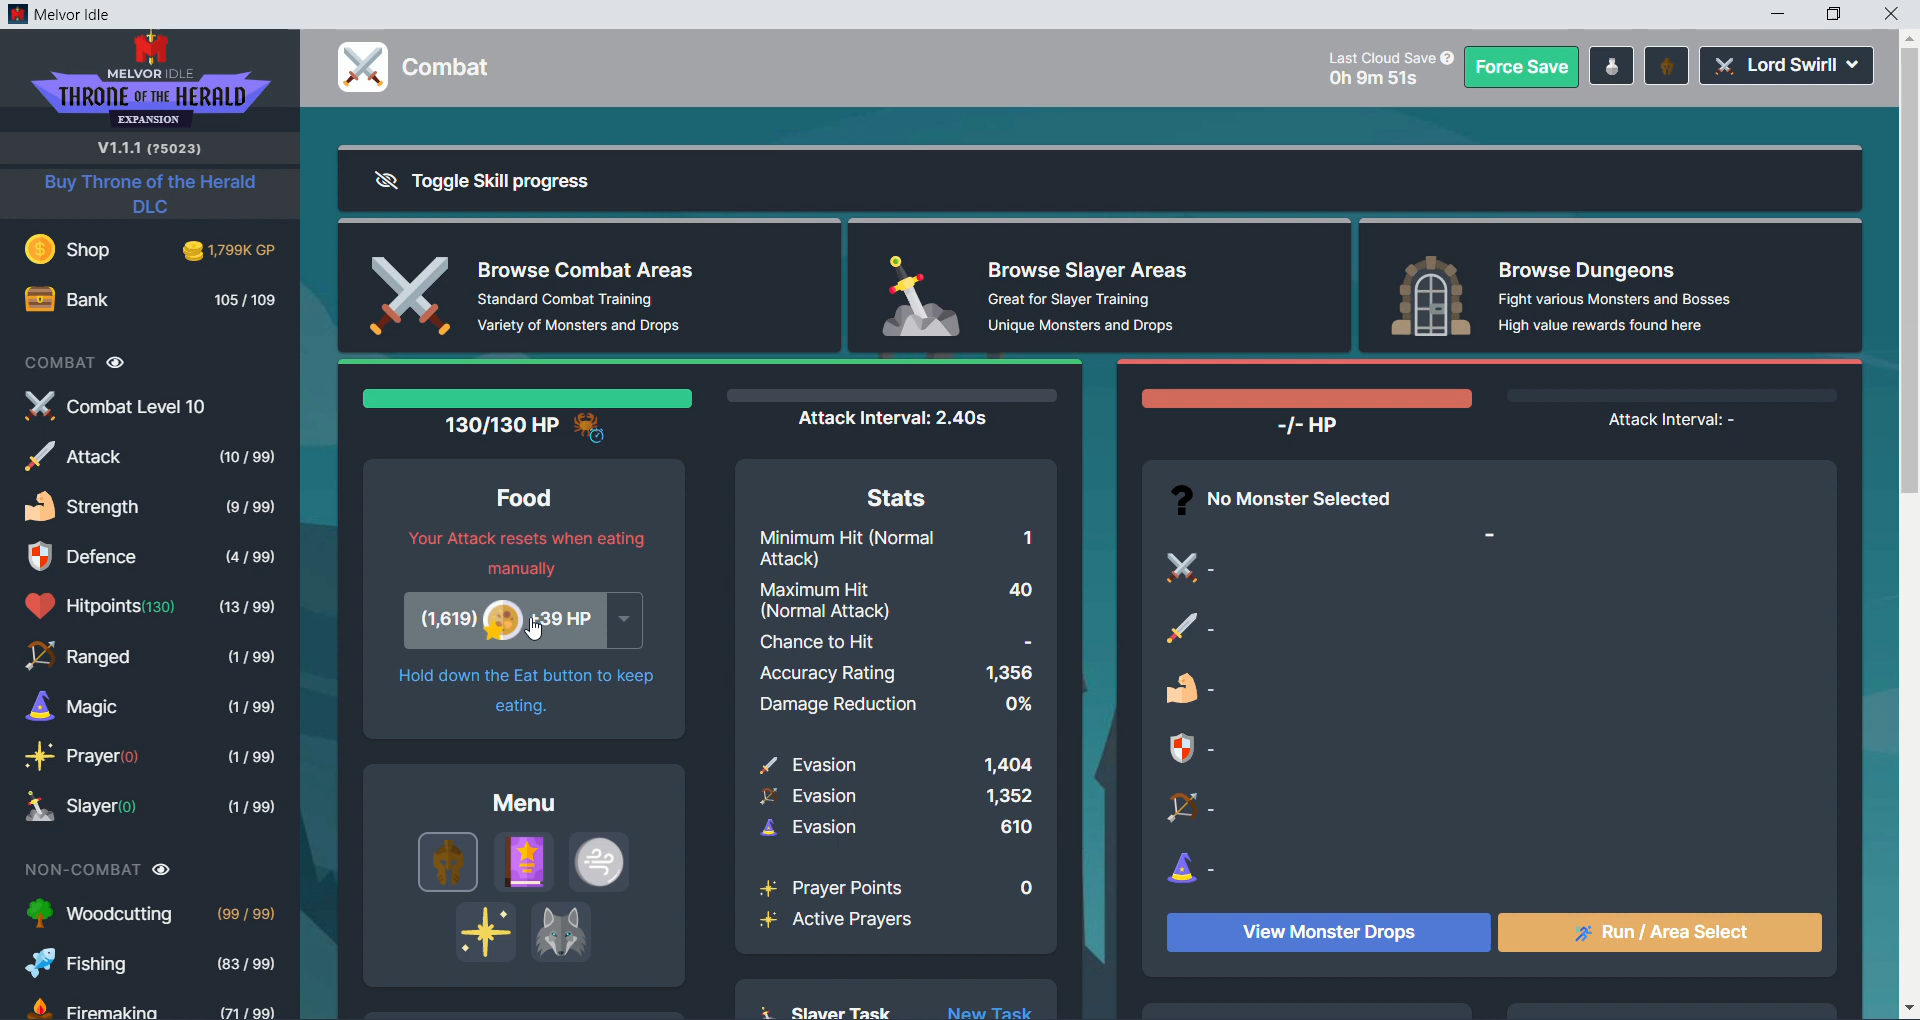 Melvor Idle
MELVOR IDLE
THRONE OF THE HERALD
EXPANSION
V1.1.1 (?5023)
Buy Throne of the Herald
DLC
Shop 1,799K GP
Bank 105 / 109
COMBAT
Combat Level 10
Attack (10 / 99)
Strength (9 / 99)
Defence (4 / 99)
Hitpoints(130) (13 / 99)
Ranged (1 / 99)
Magic (1 / 99)
Prayer(0) (1 / 99)
Slayer(0) (1 / 99)
NON-COMBAT
Woodcutting (99 / 99)
Fishing (83 / 99)
Firemaking (71 / 99)
Combat
Last Cloud Save
0h 9m 51s
Force Save
Lord Swirll
Toggle Skill progress
Browse Combat Areas
Standard Combat Training
Variety of Monsters and Drops
Browse Slayer Areas
Great for Slayer Training
Unique Monsters and Drops
Browse Dungeons
Fight various Monsters and Bosses
High value rewards found here
130/130 HP
Attack Interval: 2.40s
Food
Your Attack resets when eating
manually
(1,619) +39 HP
Hold down the Eat button to keep
eating.
Menu
Stats
Minimum Hit (Normal 1
Attack)
Maximum Hit 40
(Normal Attack)
Chance to Hit -
Accuracy Rating 1,356
Damage Reduction 0%
Evasion 1,404
Evasion 1,352
Evasion 610
Prayer Points 0
Active Prayers
Slayer Task New Task
-/- HP
Attack Interval: -
? No Monster Selected
-
-
-
-
-
-
-
View Monster Drops
Run / Area Select